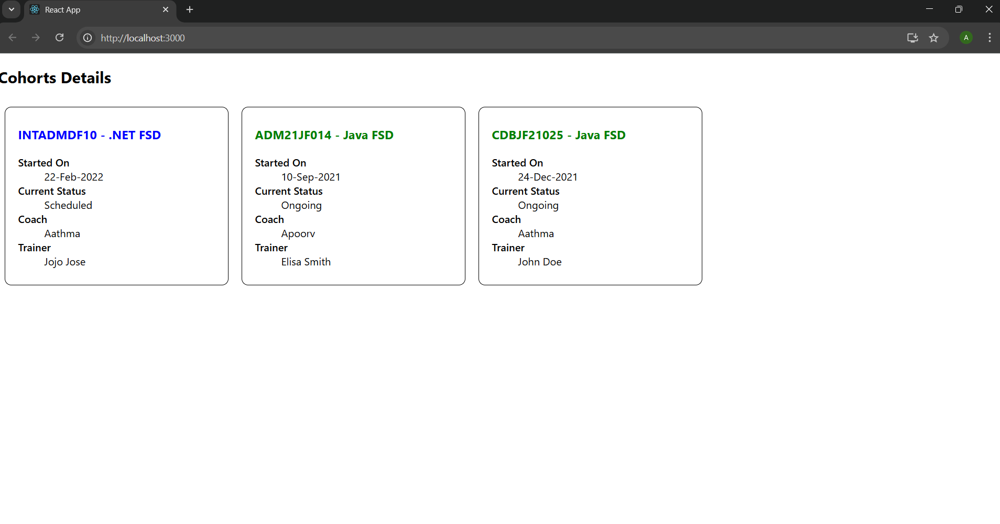 React App
http://localhost:3000
A
Cohorts Details
INTADMDF10 - .NET FSD
Started On
22-Feb-2022
Current Status
Scheduled
Coach
Aathma
Trainer
Jojo Jose
ADM21JF014 - Java FSD
Started On
10-Sep-2021
Current Status
Ongoing
Coach
Apoorv
Trainer
Elisa Smith
CDBJF21025 - Java FSD
Started On
24-Dec-2021
Current Status
Ongoing
Coach
Aathma
Trainer
John Doe